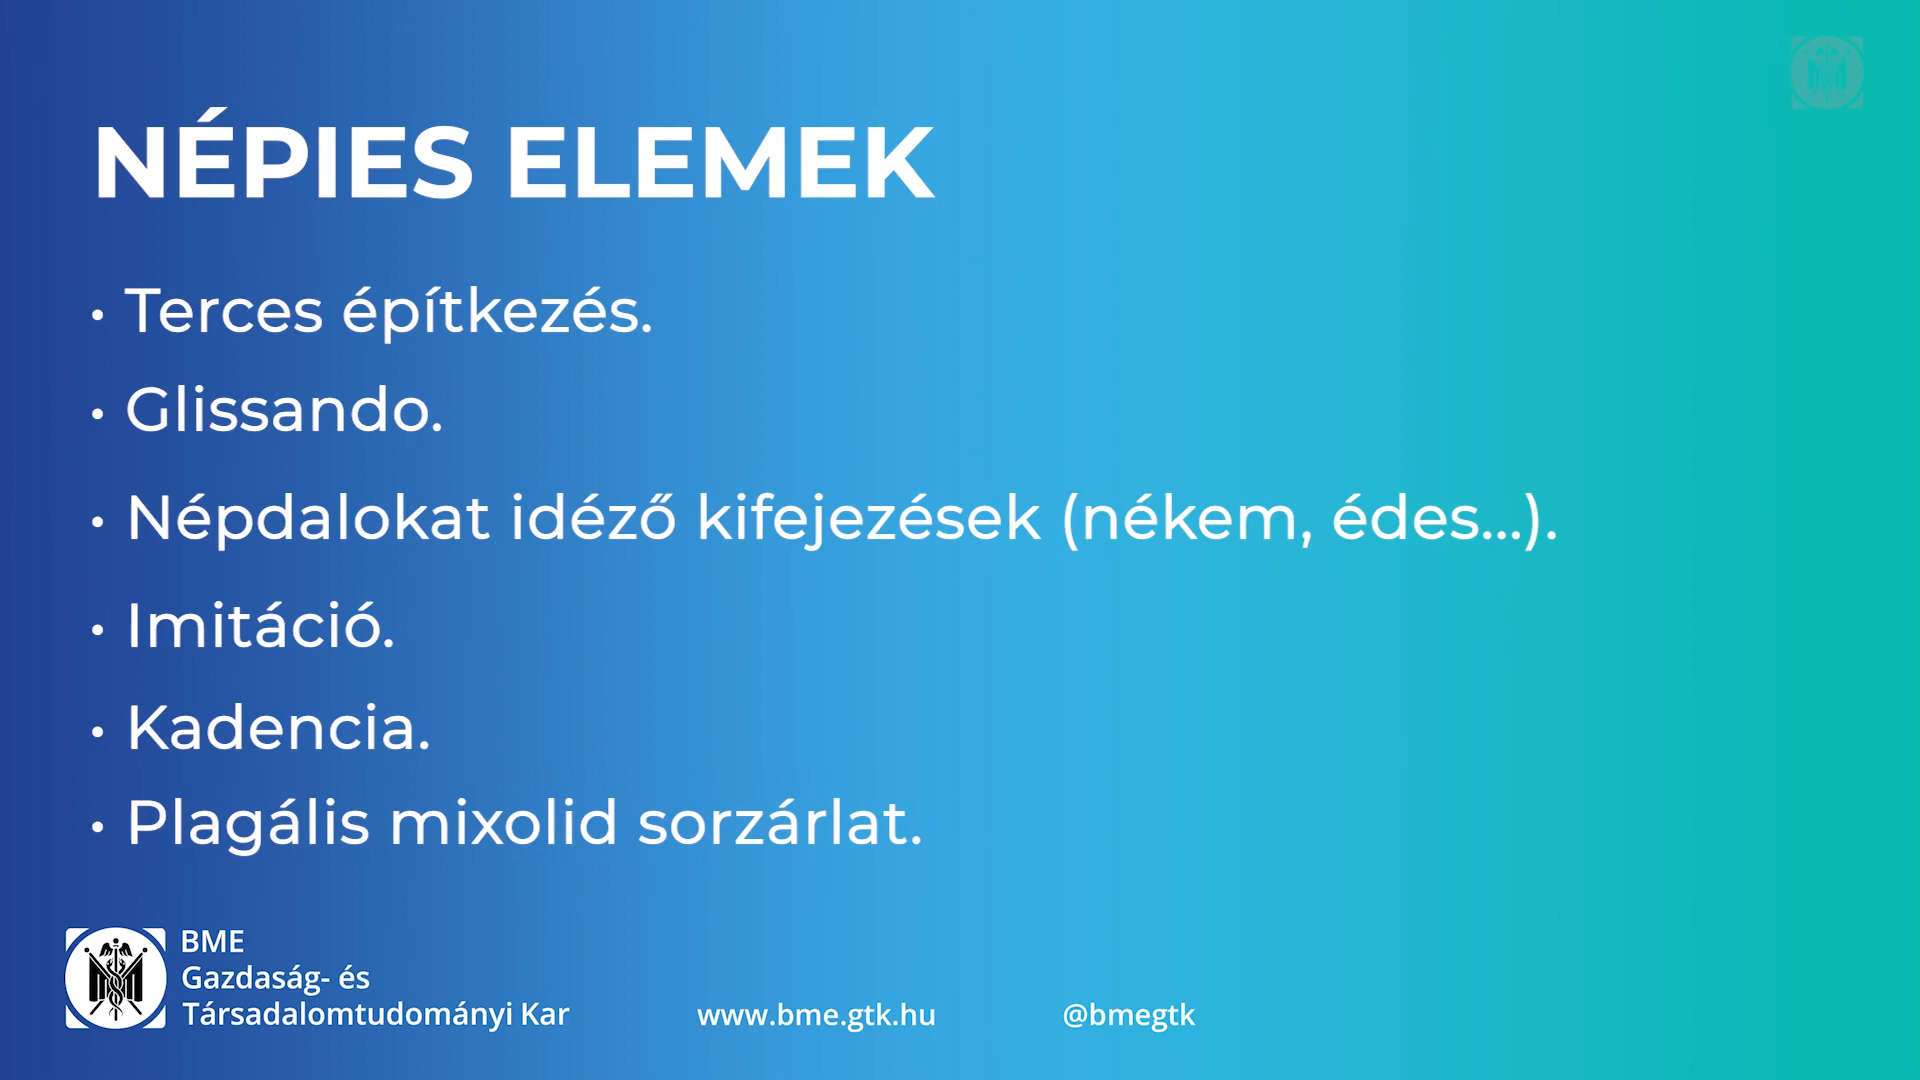 NÉPIES ELEMEK
• Terces építkezés.
• Glissando.
• Népdalokat idéző kifejezések (nékem, édes...).
• Imitáció.
• Kadencia.
• Plagális mixolid sorzárlat.
BME
Gazdaság- és
Társadalomtudományi Kar
www.bme.gtk.hu
@bmegtk